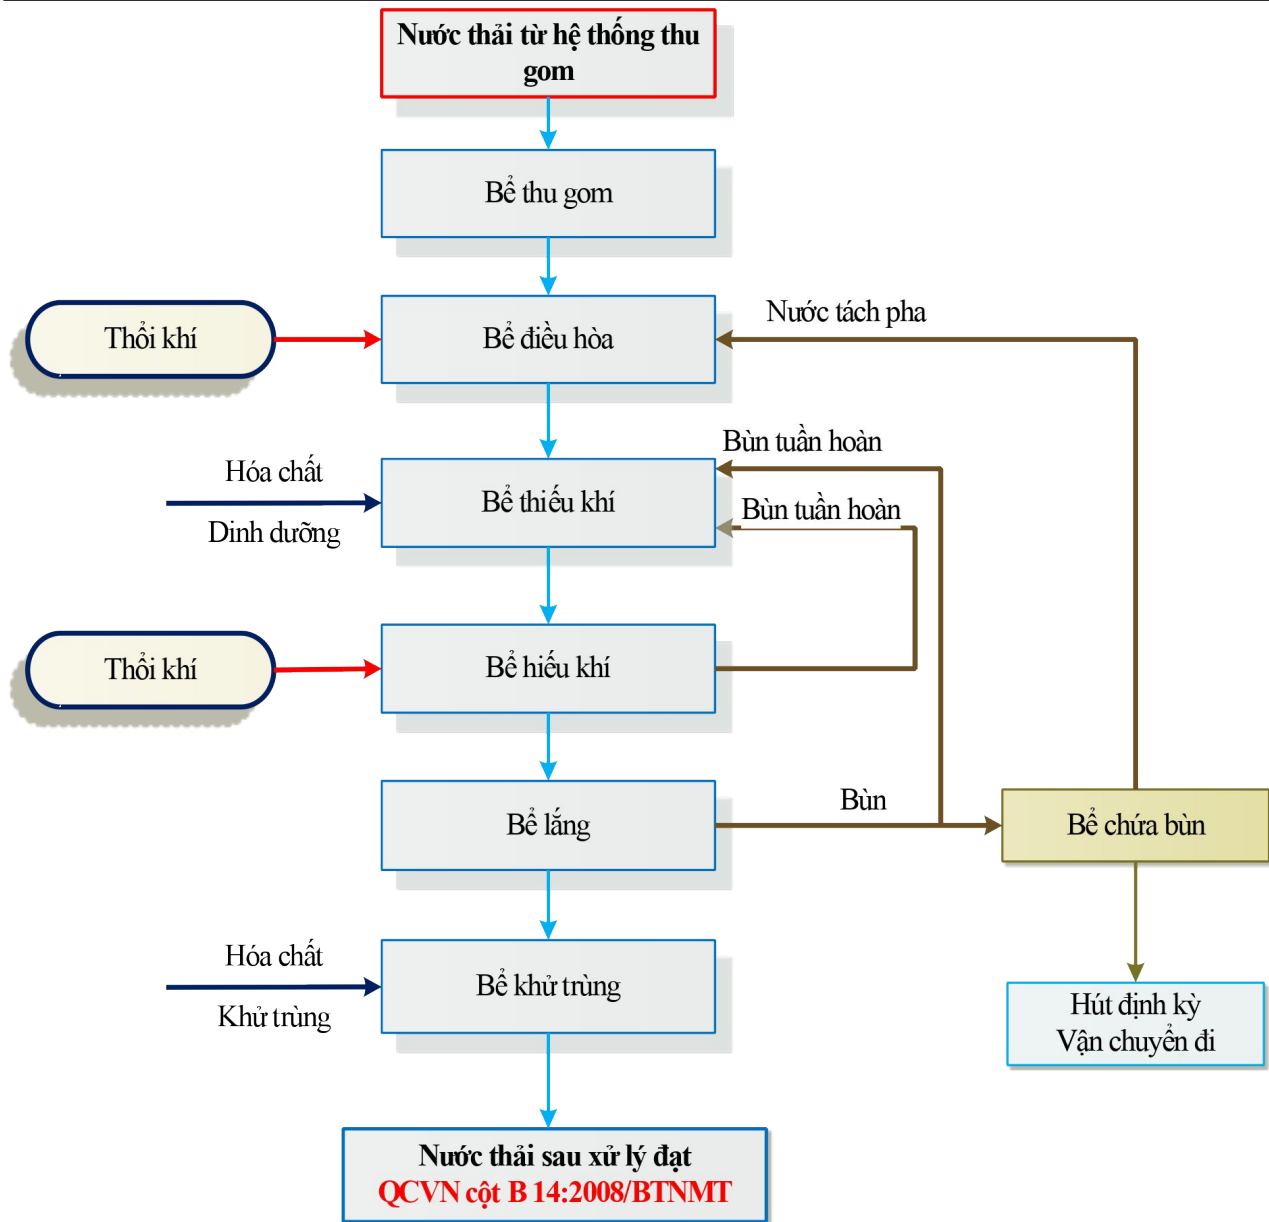 Nước thải từ hệ thống thu
gom
Bể thu gom
Nước tách pha
Thổi khí
Bể điều hòa
Bùn tuần hoàn
Hóa chất
Bể thiếu khí
Bùn tuần hoàn
Dinh dưỡng
Thổi khí
Bể hiếu khí
Bùn
Bể lắng
Bể chứa bùn
Hóa chất
Bể khử trùng
Khử trùng
Hút định kỳ
Vận chuyển đi
Nước thải sau xử lý đạt
QCVN cột B 14:2008/BTNMT